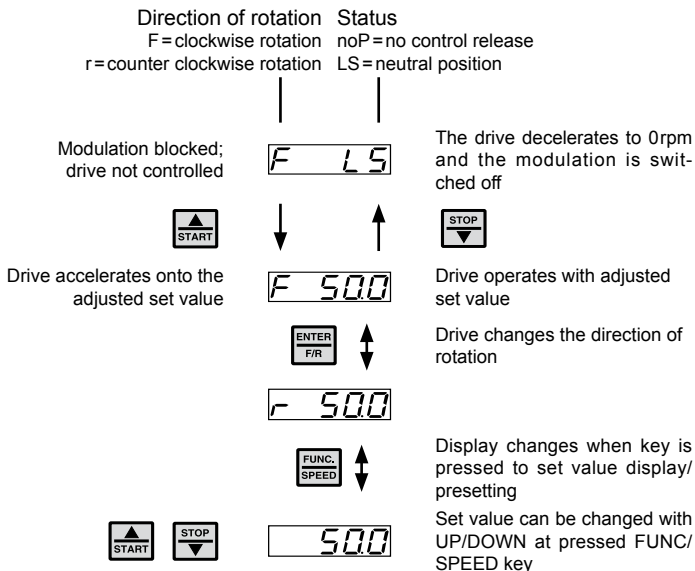 Direction of rotation Status
F=clockwise rotation noP=no control release
r=counter clockwise rotation LS=neutral position
Modulation blocked;
drive not controlled
F LS
The drive decelerates to 0rpm
and the modulation is swit-
ched off
START
STOP
Drive accelerates onto the
adjusted set value
F 50.0
Drive operates with adjusted
set value
ENTER
F/R
Drive changes the direction of
rotation
r 50.0
FUNC.
SPEED
Display changes when key is
pressed to set value display/
presetting
START
STOP
50.0
Set value can be changed with
UP/DOWN at pressed FUNC/
SPEED key